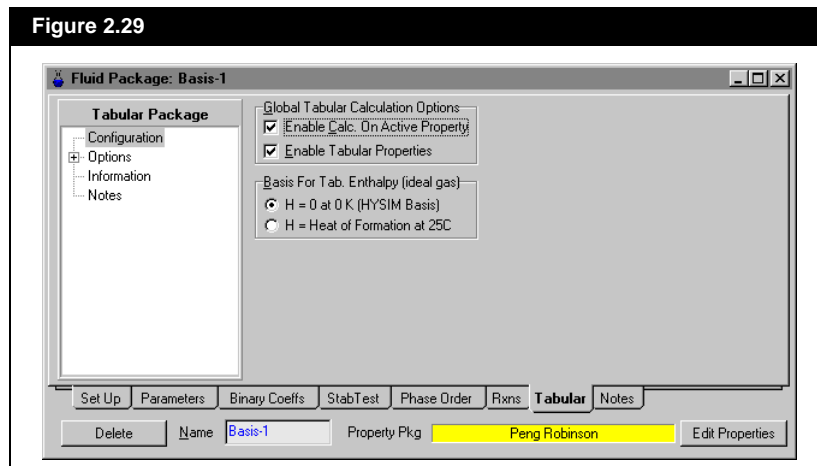 Figure 2.29
Fluid Package: Basis-1
Tabular Package
Configuration
Options
Information
Notes
Global Tabular Calculation Options
Enable Calc. On Active Property
Enable Tabular Properties
Basis For Tab. Enthalpy (ideal gas)
H = 0 at 0 K (HYSIM Basis)
H = Heat of Formation at 25C
Set Up Parameters Binary Coeffs StabTest Phase Order Rxns Tabular Notes
Delete Name Basis-1 Property Pkg Peng Robinson Edit Properties